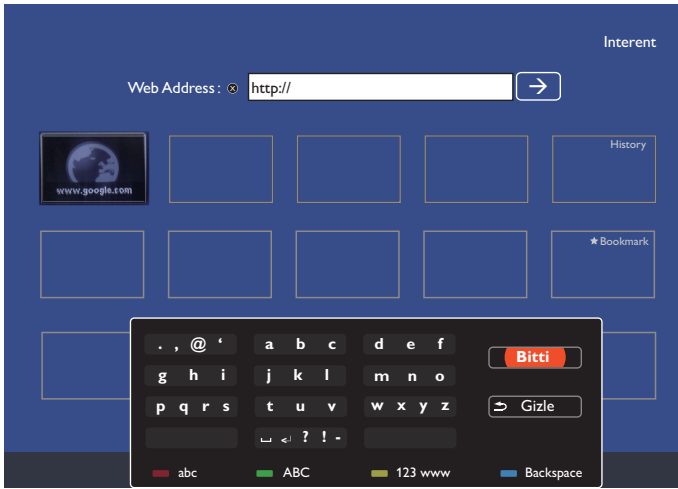 Interent
Web Address : http://
www.google.com
History
★ Bookmark
. , @ ‘ a b c d e f
Bitti
g h i j k l m n o
p q r s t u v w x y z
Gizle
? ! -
abc ABC 123 www Backspace